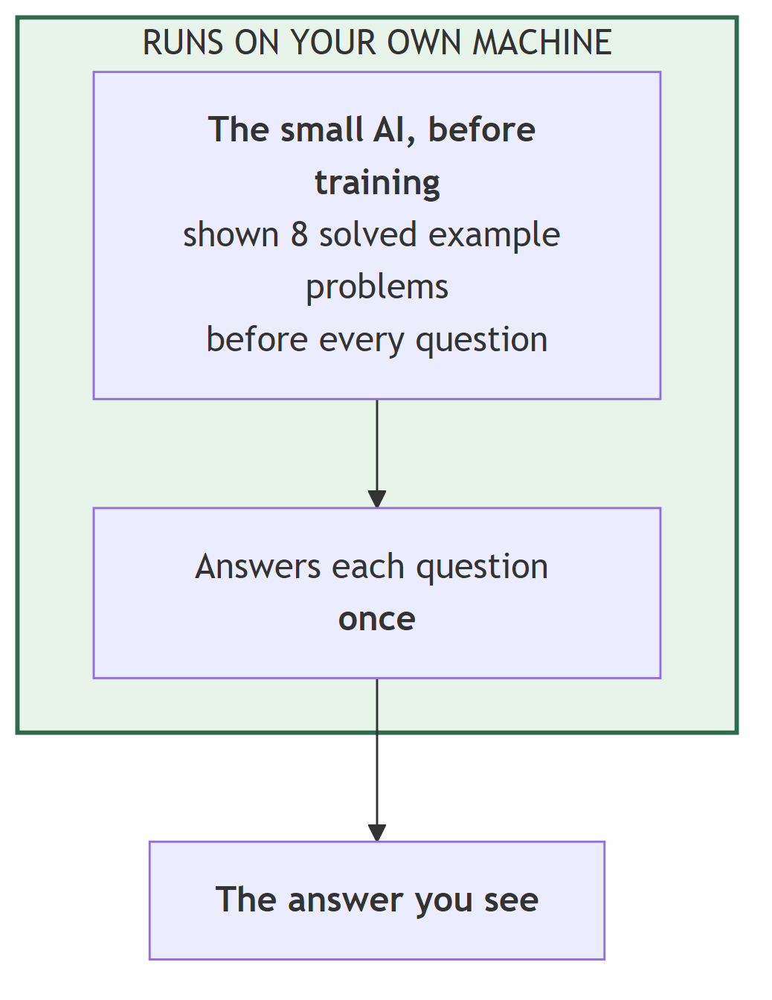 RUNS ON YOUR OWN MACHINE
The small AI, before
training
shown 8 solved example
problems
before every question
Answers each question
once
The answer you see